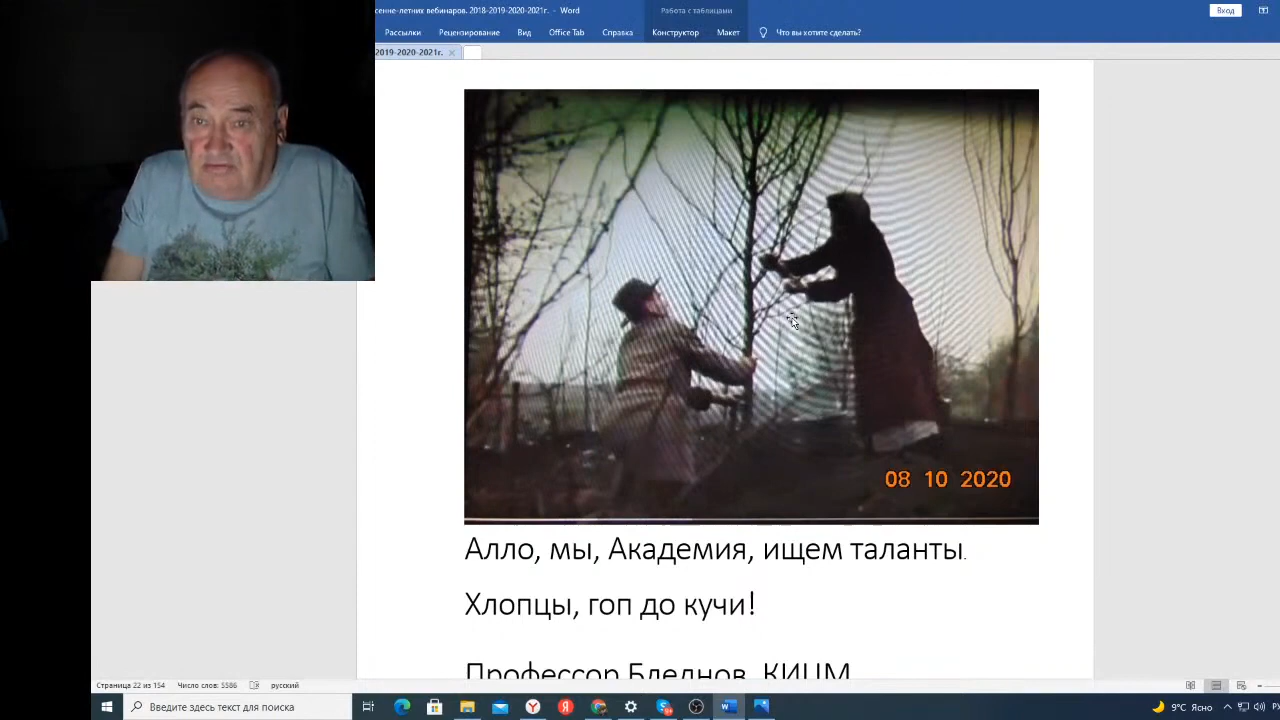 сенне-летних вебинаров. 2018-2019-2020-2021г.. - Word
Работа с таблицами
Вход
Рассылки Рецензирование Вид Office Tab Справка Конструктор Макет Что вы хотите сделать?
2019-2020-2021г.
08 10 2020
Алло, мы, Академия, ищем таланты.
Хлопцы, гоп до кучи!
Профессор Бледнов КИЦМ
Страница 22 из 154 Число слов: 5586 русский
Введите здесь текст для поиска
9°C Ясно